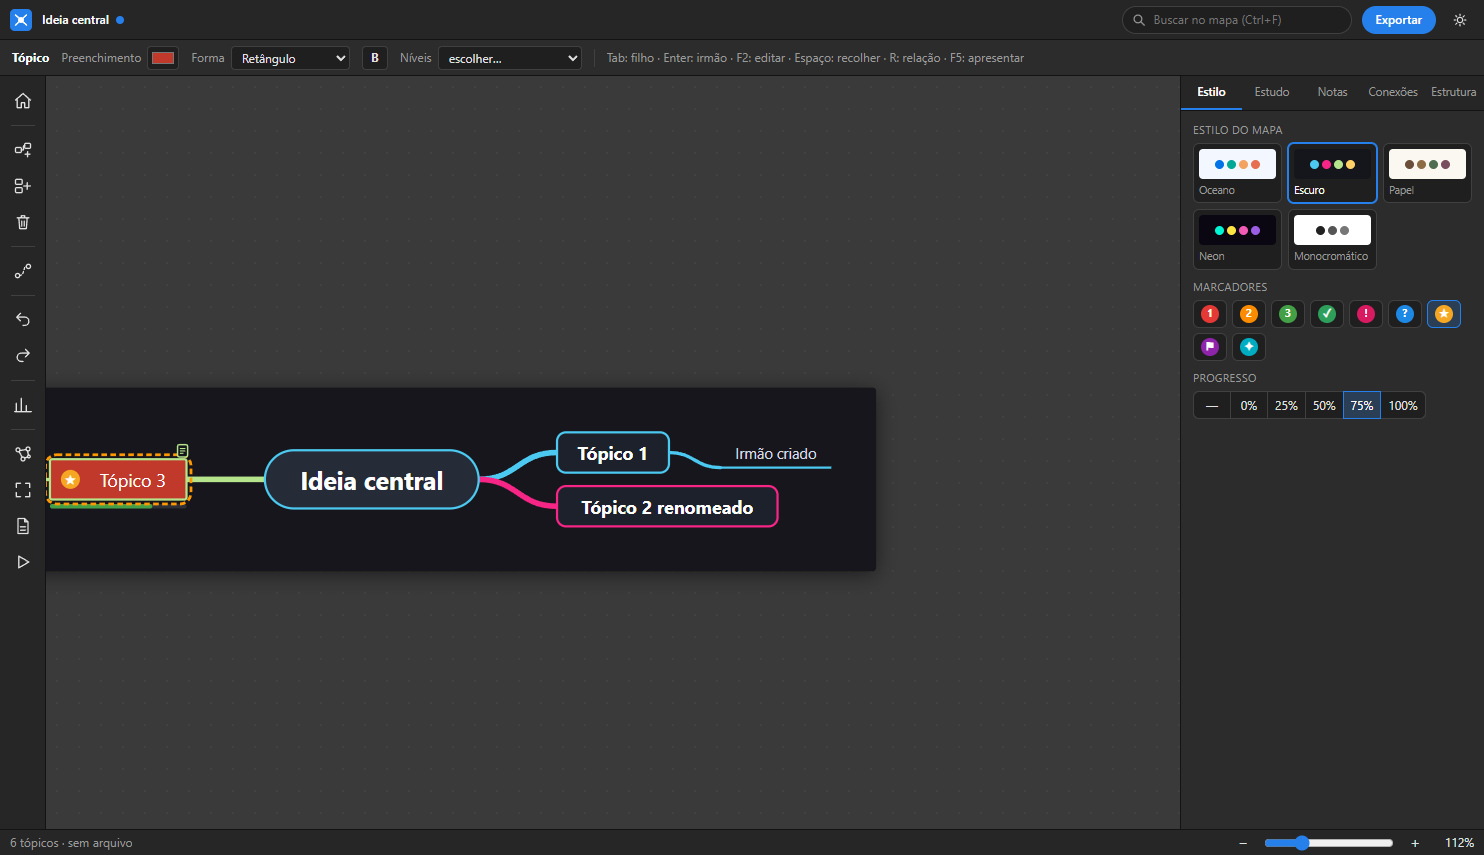 Ideia central
Buscar no mapa (Ctrl+F)
Exportar
Tópico
Preenchimento
Forma
Retângulo
B
Níveis
escolher...
Tab: filho · Enter: irmão · F2: editar · Espaço: recolher · R: relação · F5: apresentar
Estilo
Estudo
Notas
Conexões
Estrutura
ESTILO DO MAPA
Oceano
Escuro
Papel
Neon
Monocromático
MARCADORES
1
2
3
!
?
PROGRESSO
—
0%
25%
50%
75%
100%
Tópico 3
Ideia central
Tópico 1
Irmão criado
Tópico 2 renomeado
6 tópicos · sem arquivo
−
+
112%